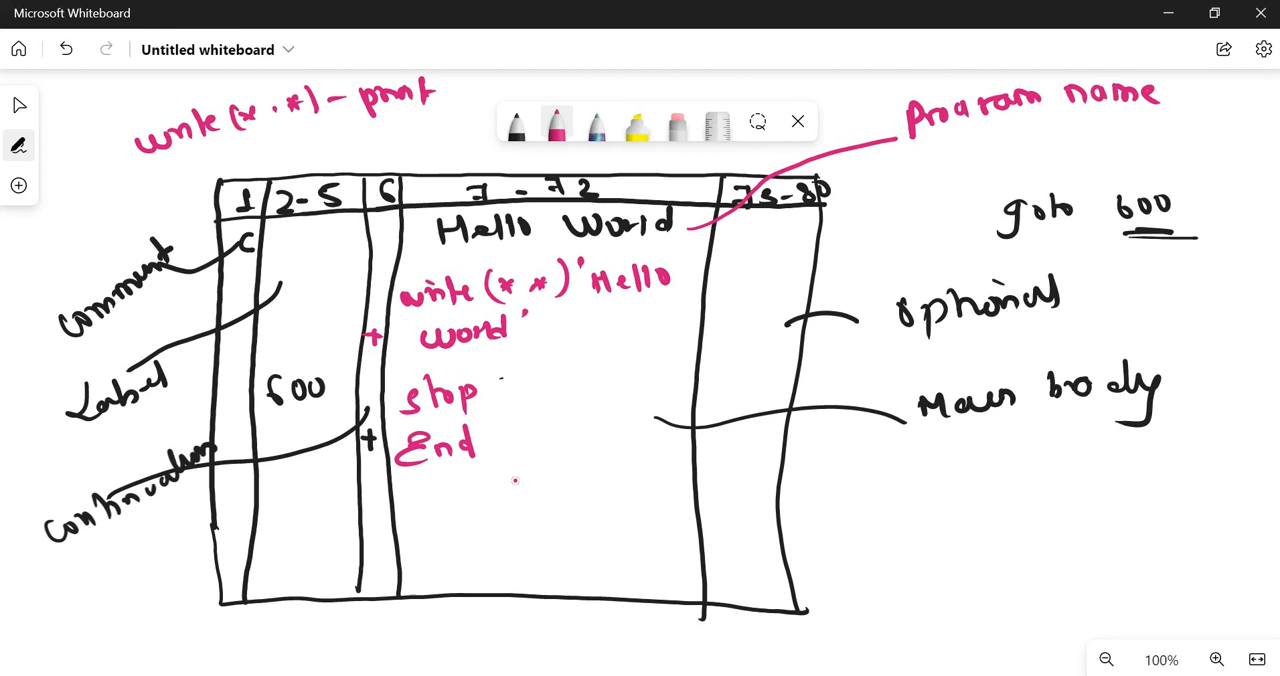 Microsoft Whiteboard
Untitled whiteboard
write(*,*) - print
Program name
1 2-5 6 7 - 72 73-80
Hello World
C
goto 600
Comment
write (*,*) 'Hello
+ World'
optional
Label
600
Stop
Main body
+ End
Continuation
100%